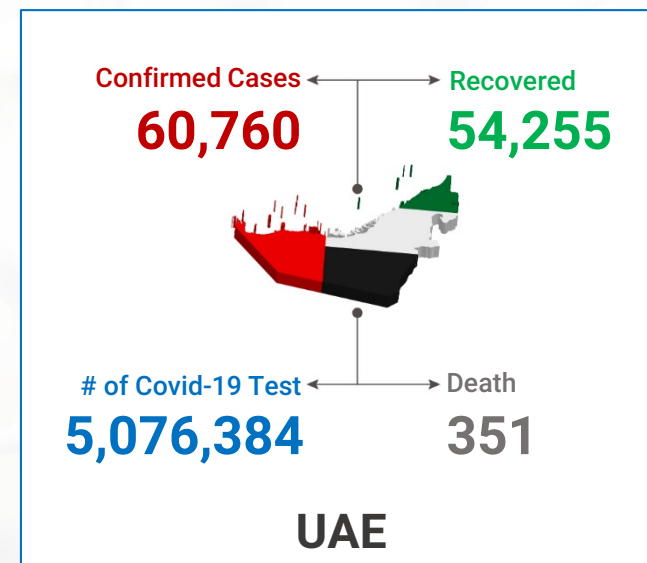 Confirmed Cases
60,760
Recovered
54,255
# of Covid-19 Test
5,076,384
Death
351
UAE